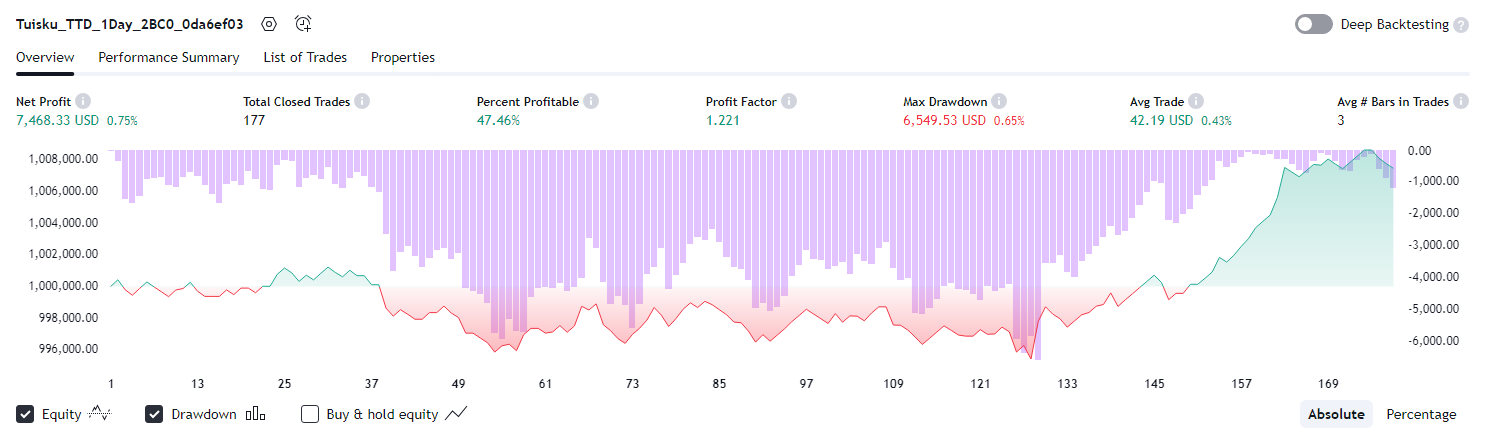 Tuisku_TTD_1Day_2BC0_0da6ef03
Deep Backtesting ?
Overview Performance Summary List of Trades Properties
Net Profit i Total Closed Trades i Percent Profitable i Profit Factor i Max Drawdown i Avg Trade i Avg # Bars in Trades i
7,468.33 USD 0.75% 177 47.46% 1.221 6,549.53 USD 0.65% 42.19 USD 0.43% 3
1,008,000.00 0.00
1,006,000.00 -1,000.00
1,004,000.00 -2,000.00
1,002,000.00 -3,000.00
1,000,000.00 -4,000.00
998,000.00 -5,000.00
996,000.00 -6,000.00
1 13 25 37 49 61 73 85 97 109 121 133 145 157 169
Equity Drawdown Buy & hold equity Absolute Percentage